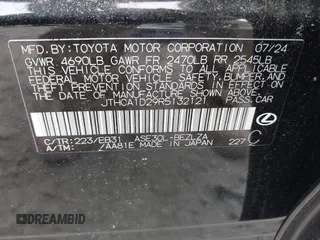 MFD.BY:TOYOTA MOTOR CORPORATION 07/24
GVWR 4690LB GAWR FR 2470LB RR 2545LB
THIS VEHICLE CONFORMS TO ALL APPLICABLE
FEDERAL MOTOR VEHICLE SAFETY, BUMPER, AND
THEFT PREVENTION STANDARDS IN EFFECT ON
THE DATE OF MANUFACTURE SHOWN ABOVE.
JTHCA1D29R5132121 PASS.CAR
C/TR:223/EB31 ASE30L-BEZLZA C
A/TM: /AA81E MADE IN JAPAN 227
DREAMBID